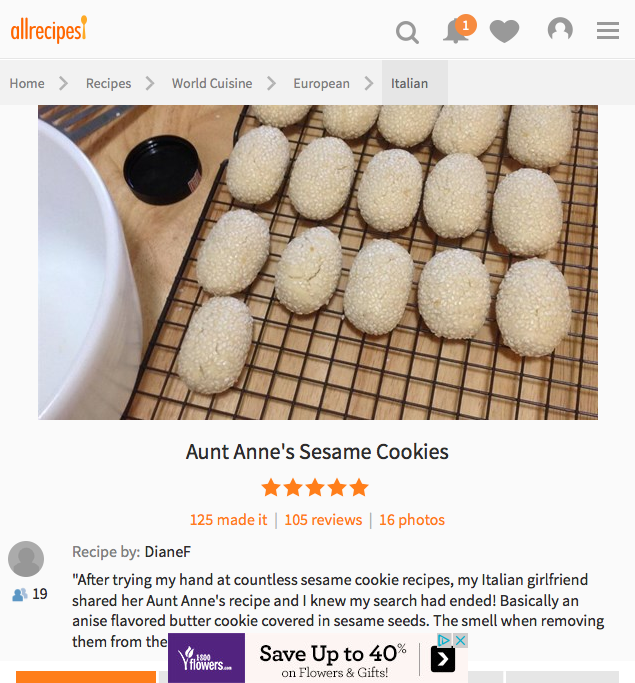 allrecipes
1
Home Recipes World Cuisine European Italian
Aunt Anne's Sesame Cookies
125 made it | 105 reviews | 16 photos
Recipe by: DianeF
19
"After trying my hand at countless sesame cookie recipes, my Italian girlfriend
shared her Aunt Anne's recipe and I knew my search had ended! Basically an
anise flavored butter cookie covered in sesame seeds. The smell when removing
them from the
1800
flowers.com
Save Up to 40%
on Flowers & Gifts!